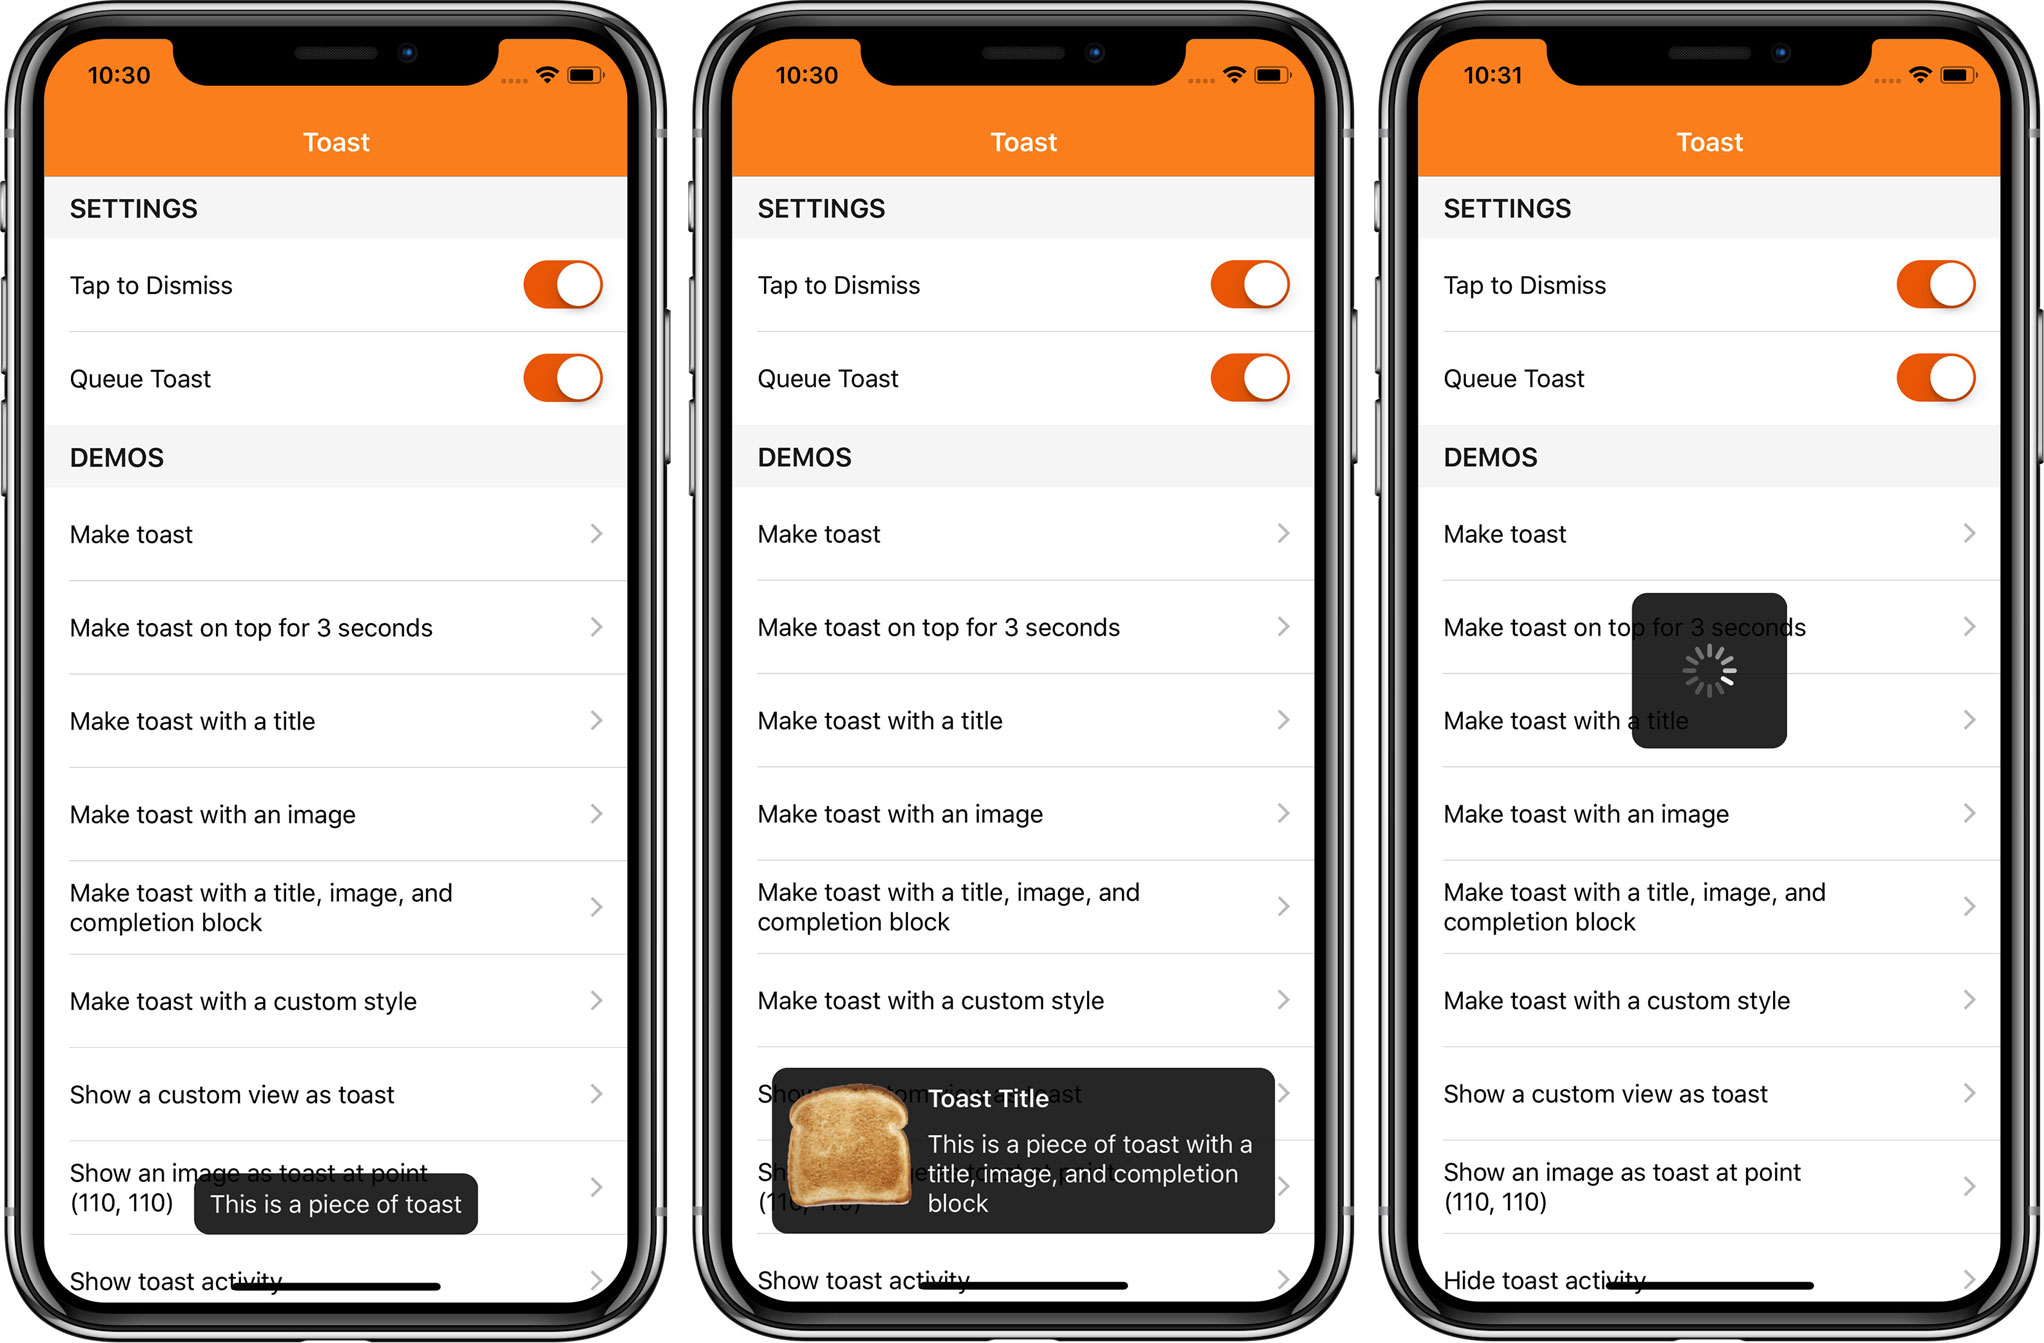 10:30
Toast
SETTINGS
Tap to Dismiss
Queue Toast
DEMOS
Make toast
Make toast on top for 3 seconds
Make toast with a title
Make toast with an image
Make toast with a title, image, and
completion block
Make toast with a custom style
Show a custom view as toast
Show an image as toast at point
(110, 110)
This is a piece of toast
Show toast activity
10:30
Toast
SETTINGS
Tap to Dismiss
Queue Toast
DEMOS
Make toast
Make toast on top for 3 seconds
Make toast with a title
Make toast with an image
Make toast with a title, image, and
completion block
Make toast with a custom style
Toast Title
This is a piece of toast with a
title, image, and completion
block
Show toast activity
10:31
Toast
SETTINGS
Tap to Dismiss
Queue Toast
DEMOS
Make toast
Make toast on top for 3 seconds
Make toast with a title
Make toast with an image
Make toast with a title, image, and
completion block
Make toast with a custom style
Show a custom view as toast
Show an image as toast at point
(110, 110)
Hide toast activity